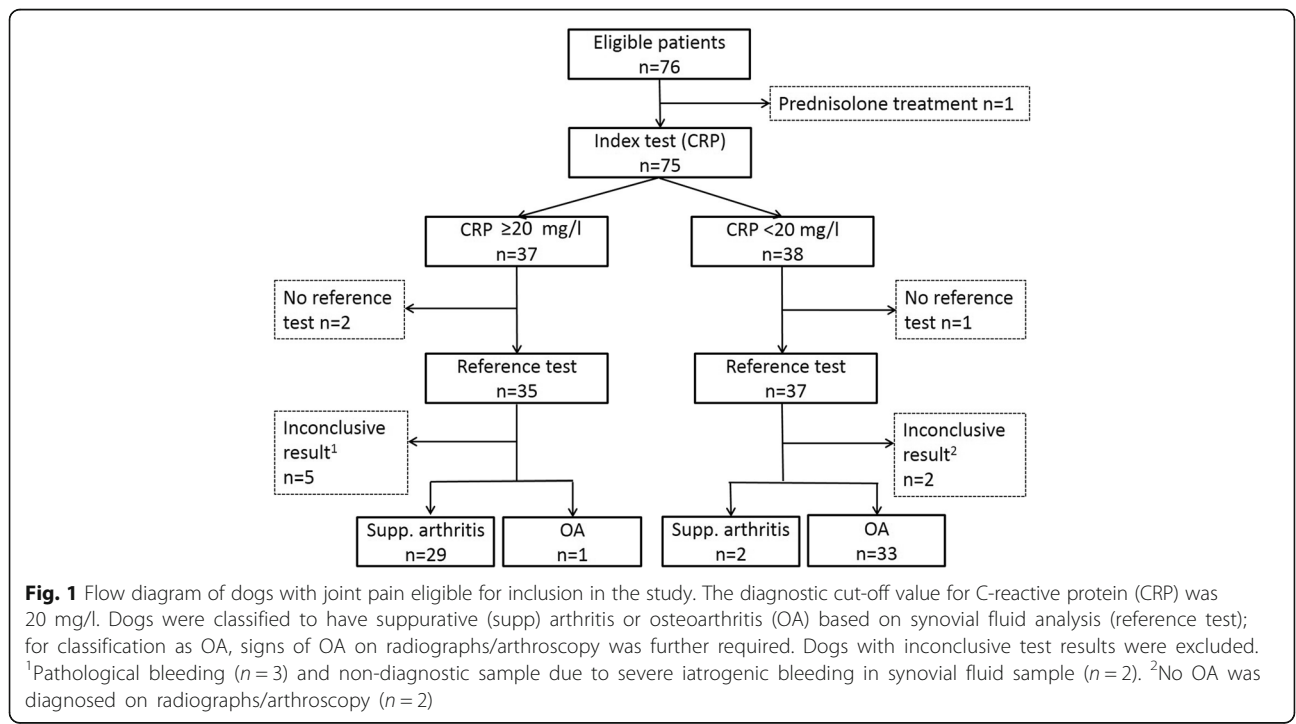 Eligible patients
n=76
Prednisolone treatment n=1
Index test (CRP)
n=75
CRP ≥20 mg/l
n=37
CRP <20 mg/l
n=38
No reference
test n=2
No reference
test n=1
Reference test
n=35
Reference test
n=37
Inconclusive
result¹
n=5
Inconclusive
result²
n=2
Supp. arthritis
n=29
OA
n=1
Supp. arthritis
n=2
OA
n=33
Fig. 1 Flow diagram of dogs with joint pain eligible for inclusion in the study. The diagnostic cut-off value for C-reactive protein (CRP) was
20 mg/l. Dogs were classified to have suppurative (supp) arthritis or osteoarthritis (OA) based on synovial fluid analysis (reference test);
for classification as OA, signs of OA on radiographs/arthroscopy was further required. Dogs with inconclusive test results were excluded.
¹Pathological bleeding (n = 3) and non-diagnostic sample due to severe iatrogenic bleeding in synovial fluid sample (n = 2). ²No OA was
diagnosed on radiographs/arthroscopy (n = 2)